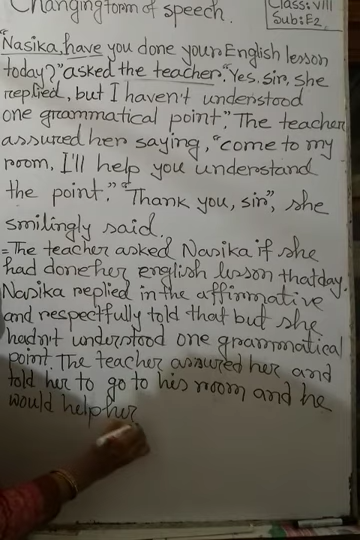 Changing form of speech.
Class: VIII
Sub: E2
"Nasika, have you done your English lesson
today?" asked the teacher. "Yes, sir, she
replied, but I haven't understood
one grammatical point". The teacher
assured her saying, "come to my
room, I'll help you understand
the point". "Thank you, sir", she
smilingly said.
= The teacher asked Nasika if she
had done her english lesson that day.
Nasika replied in the affirmative
and respectfully told that but she
hadn't understood one grammatical
point The teacher assured her and
told her to go to his room and he
would help her